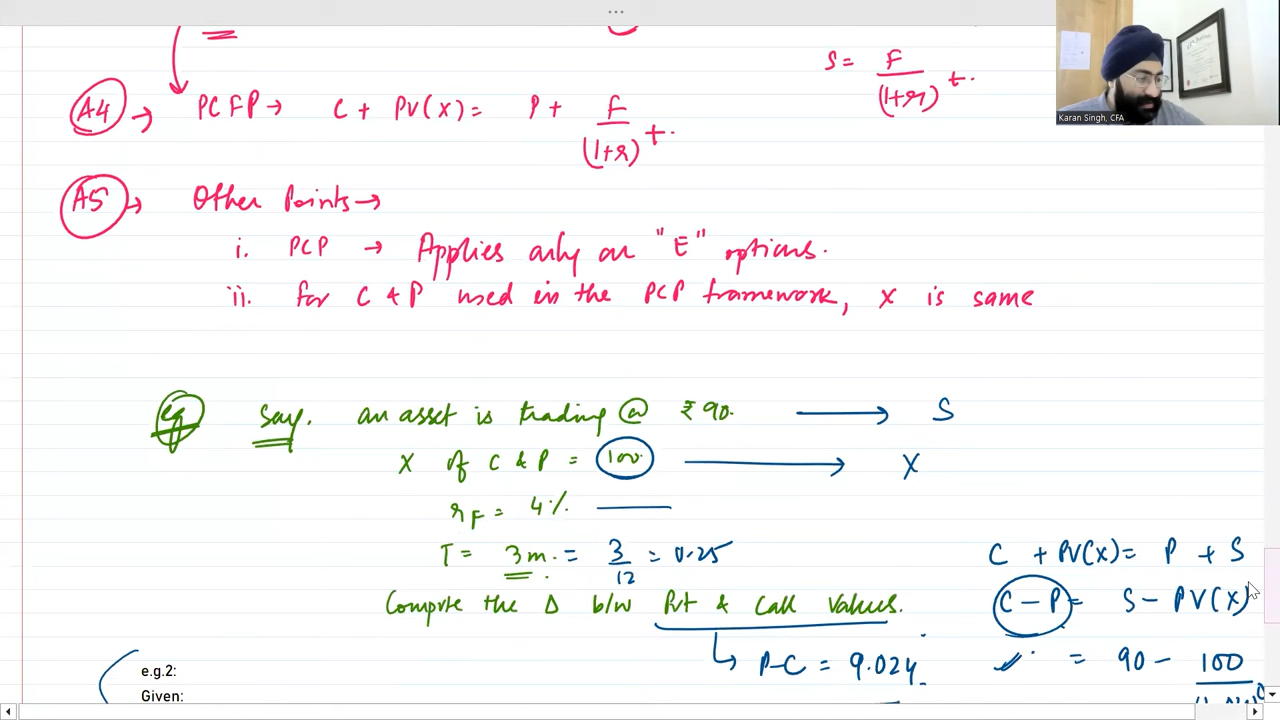 S = F / (1+r)^t.
A4 → PCFP → C + PV(X) = P + F / (1+r)^t.
Karan Singh, CFA
A5 → Other Points →
i. PCP → Applies only on "E" options.
ii. for C & P used in the PCP framework, X is same
eg Say. an asset is trading @ ₹90. → S
X of C & P = 100 → X
rF = 4%.
T = 3m. = 3/12 = 0.25
C + PV(X) = P + S
Compute the Δ b/w Put & Call Values.
C - P = S - PV(X)
↳ P-C = 9.024
= 90 - 100
e.g.2:
Given: